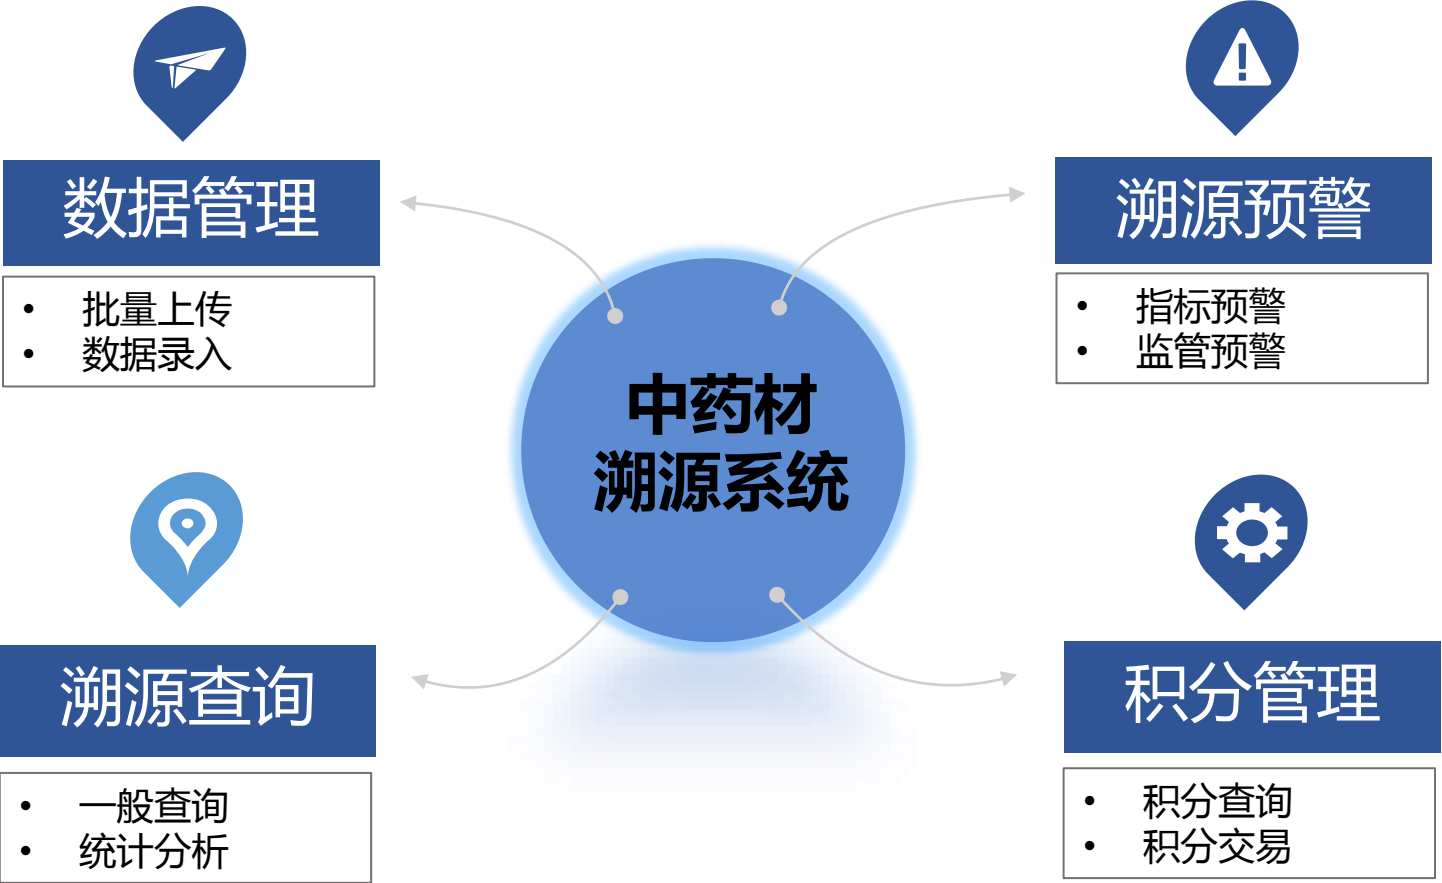 数据管理
• 批量上传
• 数据录入
溯源预警
• 指标预警
• 监管预警
中药材
溯源系统
溯源查询
• 一般查询
• 统计分析
积分管理
• 积分查询
• 积分交易